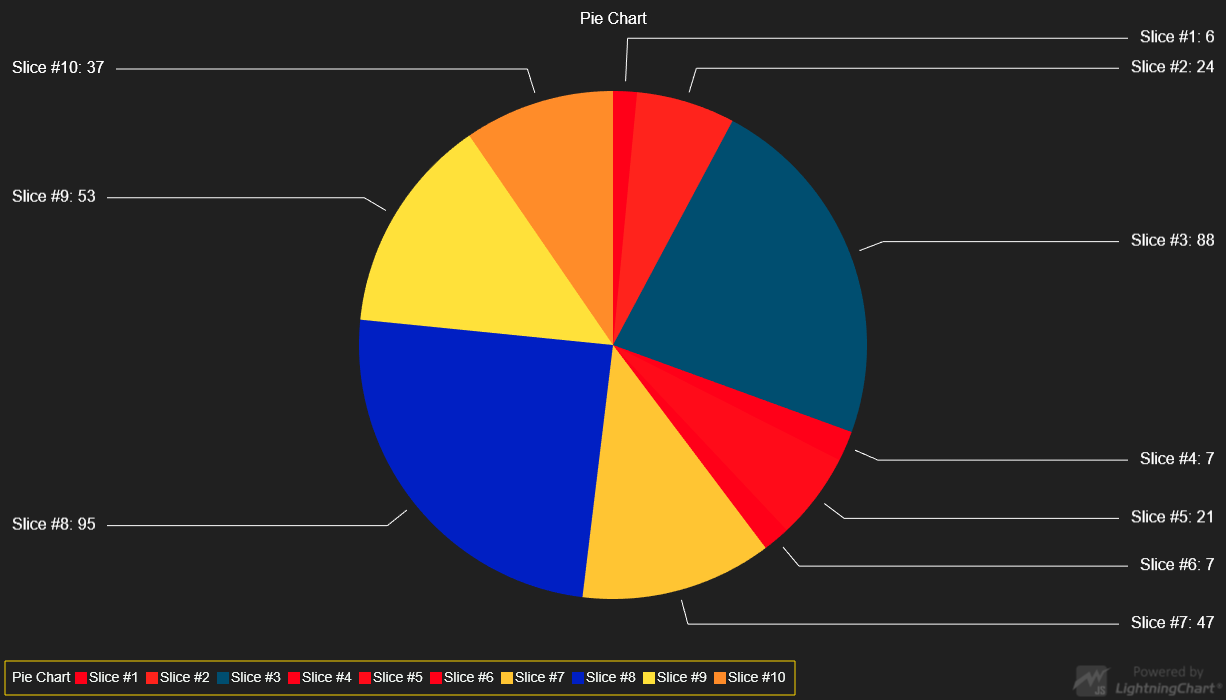 Pie Chart
Slice #1: 6
Slice #2: 24
Slice #3: 88
Slice #4: 7
Slice #5: 21
Slice #6: 7
Slice #7: 47
Slice #8: 95
Slice #9: 53
Slice #10: 37
Pie Chart Slice #1 Slice #2 Slice #3 Slice #4 Slice #5 Slice #6 Slice #7 Slice #8 Slice #9 Slice #10
JS
Powered by
LightningChart®